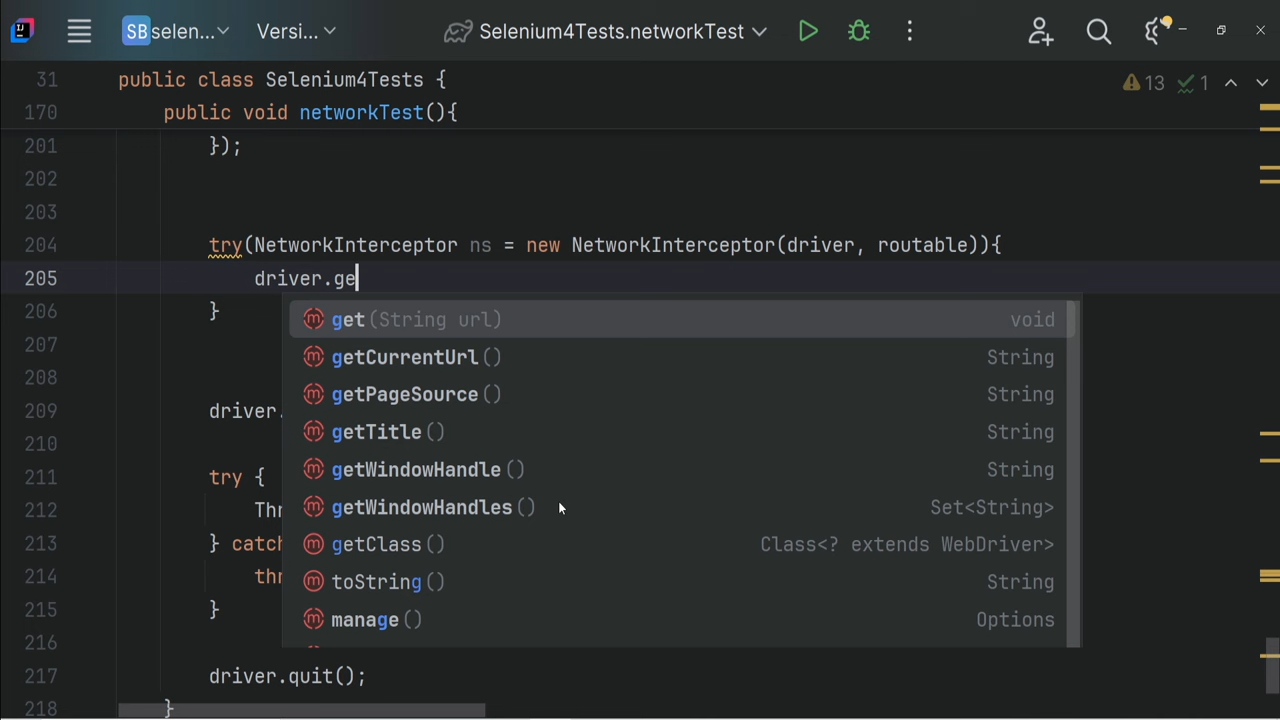 IJ SB selen... Versi... Selenium4Tests.networkTest
31 public class Selenium4Tests { 13 1
170 public void networkTest(){
201 });
202
203
204 try(NetworkInterceptor ns = new NetworkInterceptor(driver, routable)){
205 driver.ge
206 }
get(String url) void
207
getCurrentUrl() String
208
getPageSource() String
209 driver.
getTitle() String
210
getWindowHandle() String
211 try {
getWindowHandles() Set<String>
212 Thr
getClass() Class<? extends WebDriver>
213 } catch
214 thr
toString() String
215 }
manage() Options
216
217 driver.quit();
218 }